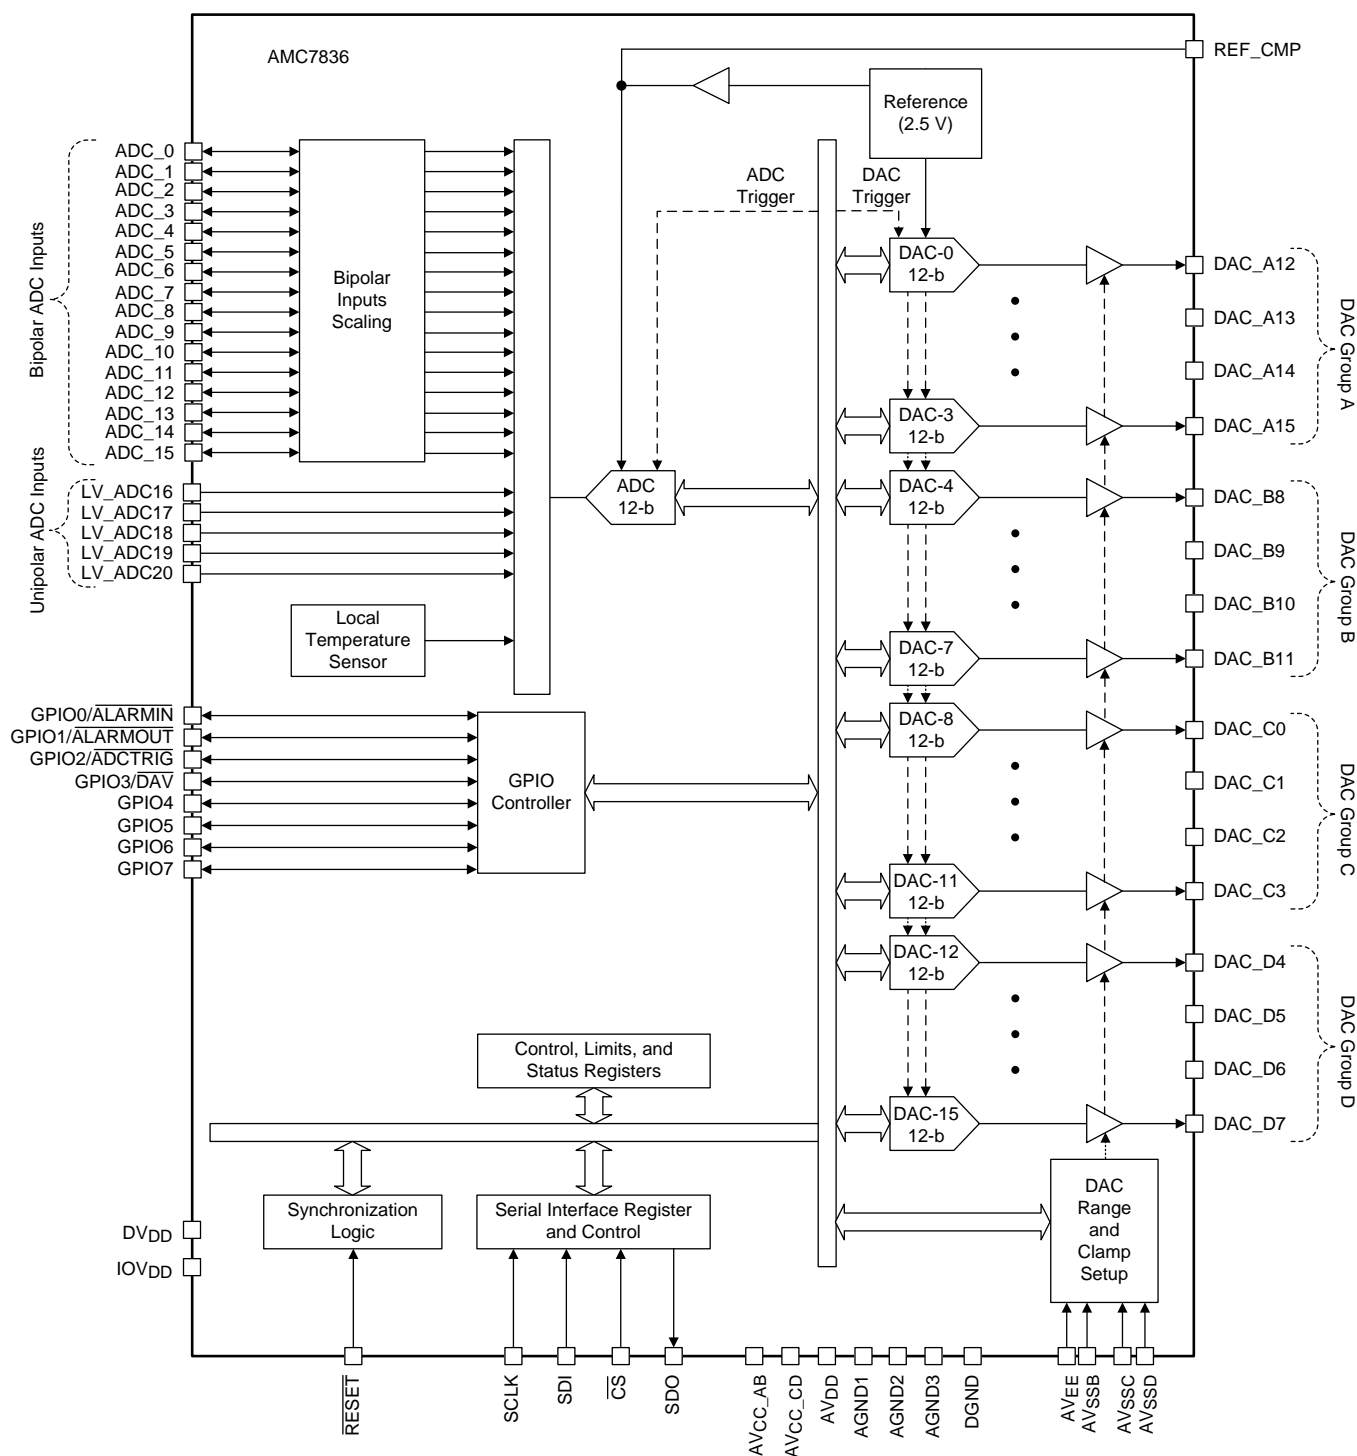 AMC7836
REF_CMP
Reference
(2.5 V)
ADC
Trigger
DAC
Trigger
Bipolar ADC Inputs
ADC_0
ADC_1
ADC_2
ADC_3
ADC_4
ADC_5
ADC_6
ADC_7
ADC_8
ADC_9
ADC_10
ADC_11
ADC_12
ADC_13
ADC_14
ADC_15
Bipolar
Inputs
Scaling
Unipolar ADC Inputs
LV_ADC16
LV_ADC17
LV_ADC18
LV_ADC19
LV_ADC20
Local
Temperature
Sensor
ADC
12-b
GPIO0/ALARMIN
GPIO1/ALARMOUT
GPIO2/ADCTRIG
GPIO3/DAV
GPIO4
GPIO5
GPIO6
GPIO7
GPIO
Controller
DAC-0
12-b
DAC-3
12-b
DAC-4
12-b
DAC-7
12-b
DAC-8
12-b
DAC-11
12-b
DAC-12
12-b
DAC-15
12-b
DAC_A12
DAC_A13
DAC_A14
DAC_A15
DAC Group A
DAC_B8
DAC_B9
DAC_B10
DAC_B11
DAC Group B
DAC_C0
DAC_C1
DAC_C2
DAC_C3
DAC Group C
DAC_D4
DAC_D5
DAC_D6
DAC_D7
DAC Group D
Control, Limits, and
Status Registers
Synchronization
Logic
Serial Interface Register
and Control
DAC
Range
and
Clamp
Setup
DVDD
IOVDD
RESET
SCLK
SDI
CS
SDO
AVCC_AB
AVCC_CD
AVDD
AGND1
AGND2
AGND3
DGND
AVEE
AVSSB
AVSSC
AVSSD